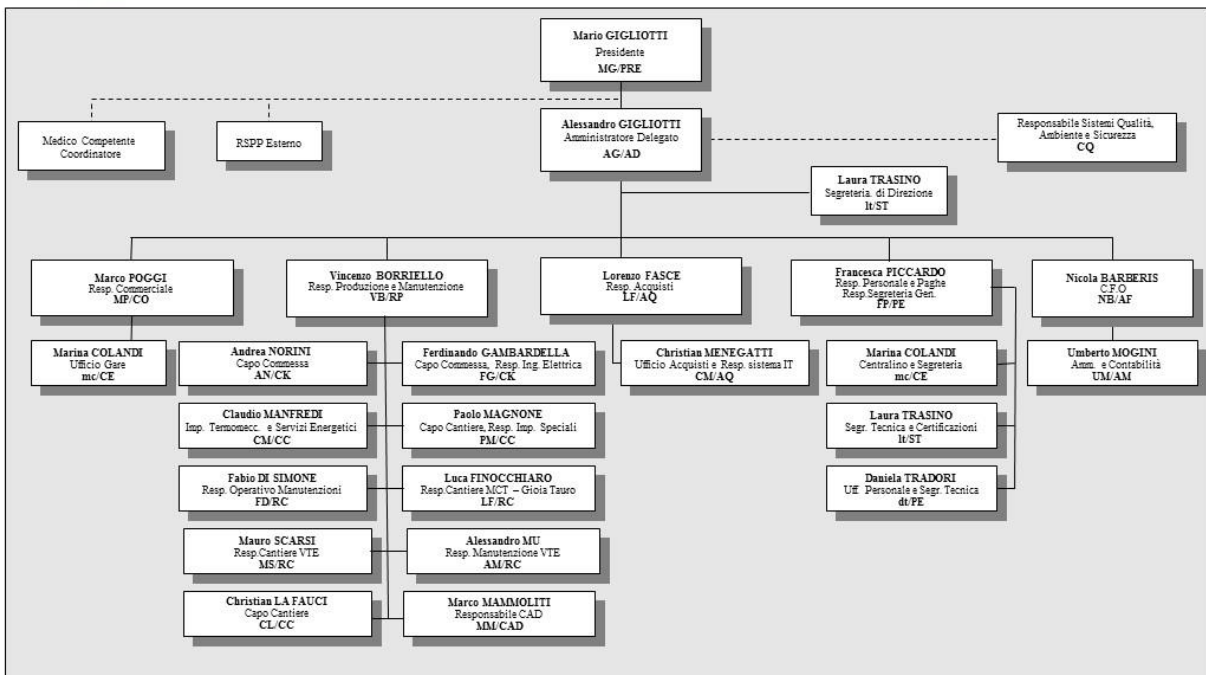 Mario GIGLIOTTI
Presidente
MG/PRE
Medico Competente
Coordinatore
RSPP Esterno
Alessandro GIGLIOTTI
Amministratore Delegato
AG/AD
Responsabile Sistemi Qualità,
Ambiente e Sicurezza
CQ
Laura TRASINO
Segreteria. di Direzione
lt/ST
Marco POGGI
Resp. Commerciale
MP/CO
Vincenzo BORRIELLO
Resp. Produzione e Manutenzione
VB/RP
Lorenzo FASCE
Resp. Acquisti
LF/AQ
Francesca PICCARDO
Resp. Personale e Paghe
Resp.Segreteria Gen.
FP/PE
Nicola BARBERIS
C.F.O
NB/AF
Marina COLANDI
Ufficio Gare
mc/CE
Andrea NORINI
Capo Commessa
AN/CK
Ferdinando GAMBARDELLA
Capo Commessa, Resp. Ing. Elettrica
FG/CK
Christian MENEGATTI
Ufficio Acquisti e Resp. sistema IT
CM/AQ
Marina COLANDI
Centralino e Segreteria
mc/CE
Umberto MOGINI
Amm. e Contabilità
UM/AM
Claudio MANFREDI
Imp. Termomecc. e Servizi Energetici
CM/CC
Paolo MAGNONE
Capo Cantiere, Resp. Imp. Speciali
PM/CC
Laura TRASINO
Segr. Tecnica e Certificazioni
lt/ST
Fabio DI SIMONE
Resp. Operativo Manutenzioni
FD/RC
Luca FINOCCHIARO
Resp.Cantiere MCT – Gioia Tauro
LF/RC
Daniela TRADORI
Uff. Personale e Segr. Tecnica
dt/PE
Mauro SCARSI
Resp.Cantiere VTE
MS/RC
Alessandro MU
Resp. Manutenzione VTE
AM/RC
Christian LA FAUCI
Capo Cantiere
CL/CC
Marco MAMMOLITI
Responsabile CAD
MM/CAD